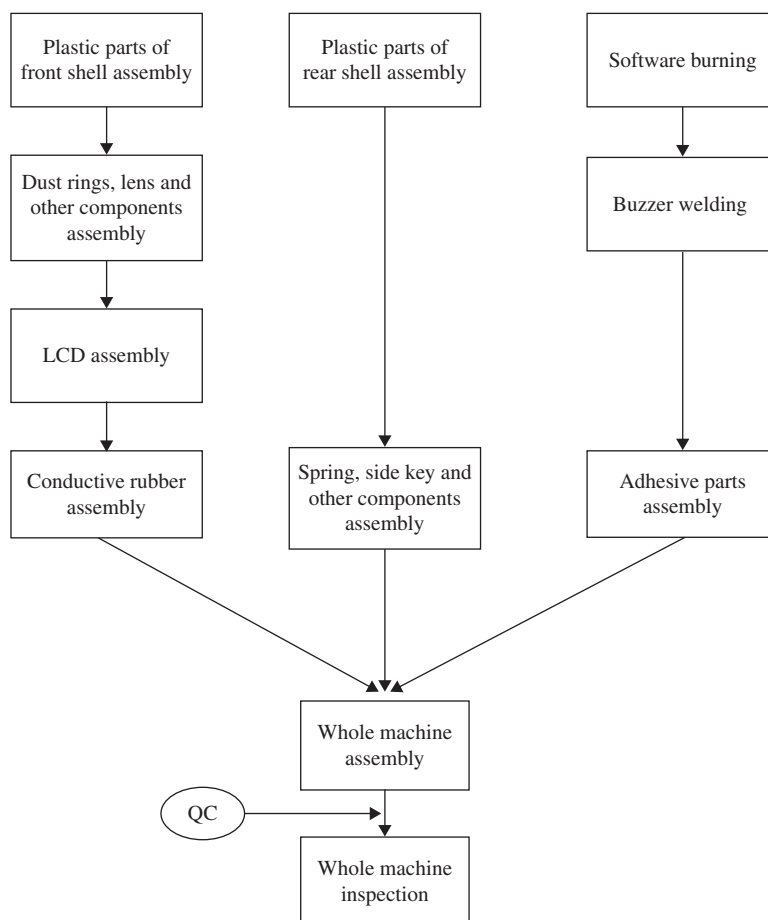 Plastic parts of
front shell assembly
Plastic parts of
rear shell assembly
Software burning
Dust rings, lens and
other components
assembly
Buzzer welding
LCD assembly
Conductive rubber
assembly
Spring, side key and
other components
assembly
Adhesive parts
assembly
Whole machine
assembly
QC
Whole machine
inspection